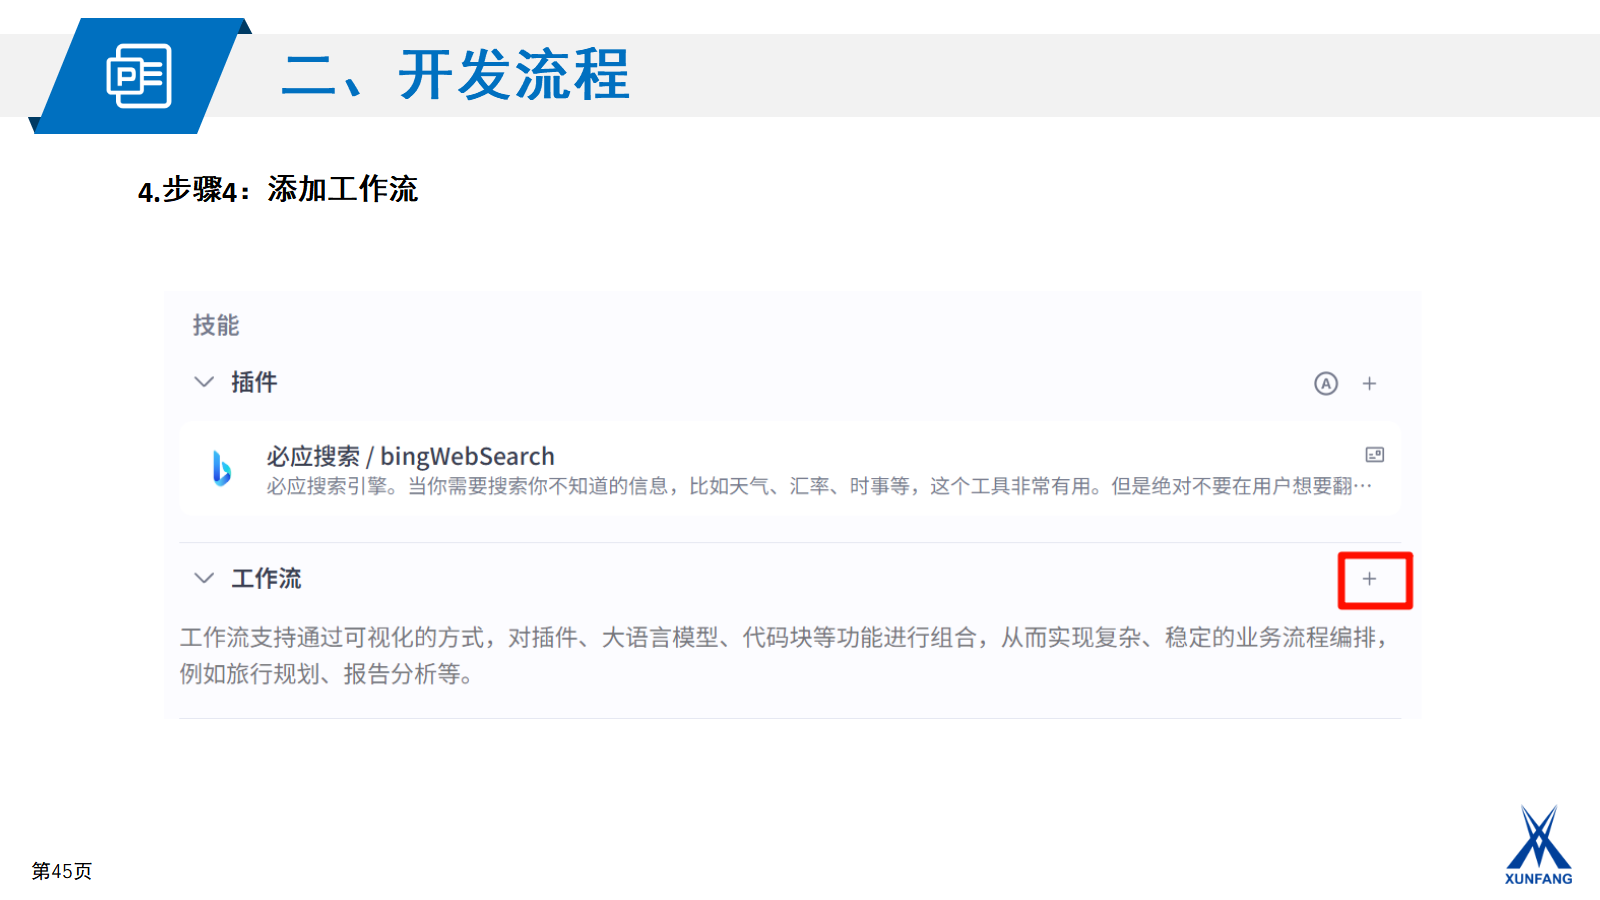 二、开发流程
4.步骤4：添加工作流
技能
插件
必应搜索 / bingWebSearch
必应搜索引擎。当你需要搜索你不知道的信息，比如天气、汇率、时事等，这个工具非常有用。但是绝对不要在用户想要翻…
工作流
工作流支持通过可视化的方式，对插件、大语言模型、代码块等功能进行组合，从而实现复杂、稳定的业务流程编排，
例如旅行规划、报告分析等。
XUNFANG
第45页